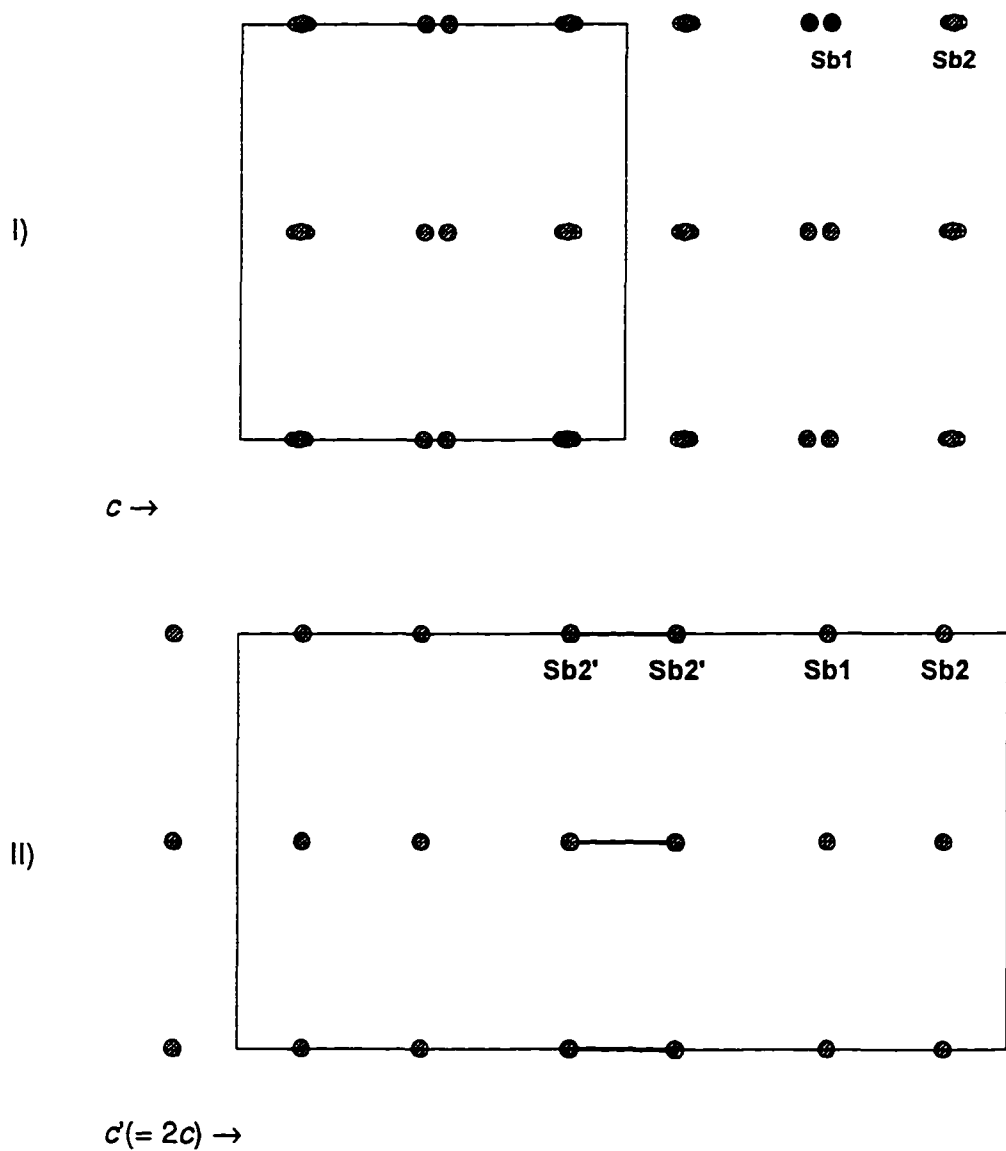 Sb1 Sb2
I)
c →
Sb2' Sb2' Sb1 Sb2
II)
c'(= 2c) →